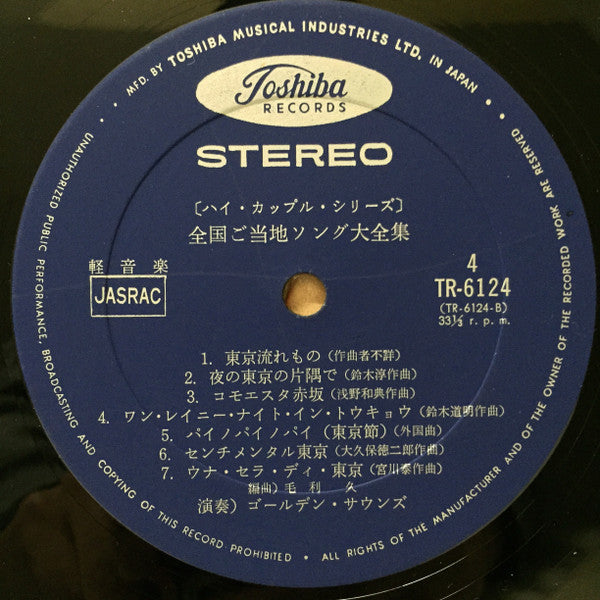 MFD. BY TOSHIBA MUSICAL INDUSTRIES LTD. IN JAPAN •
Toshiba
RECORDS
STEREO
〔ハイ・カップル・シリーズ〕
全国ご当地ソング大全集
軽音楽
JASRAC
4
TR-6124
(TR-6124-B)
33⅓ r.p.m.
1. 東京流れもの (作曲者不詳)
2. 夜の東京の片隅で (鈴木淳作曲)
3. コモエスタ赤坂 (浅野和典作曲)
4. ワン・レイニー・ナイト・イン・トウキョウ (鈴木道明作曲)
5. パイノパイノパイ (東京節) (外国曲)
6. センチメンタル東京 (大久保徳二郎作曲)
7. ウナ・セラ・ディ・東京 (宮川泰作曲)
編曲) 毛利久
演奏) ゴールデン・サウンズ
• UNAUTHORIZED PUBLIC PERFORMANCE, BROADCASTING AND COPYING OF THIS RECORD PROHIBITED • ALL RIGHTS OF THE MANUFACTURER AND OF THE OWNER OF THE RECORDED WORK ARE RESERVED